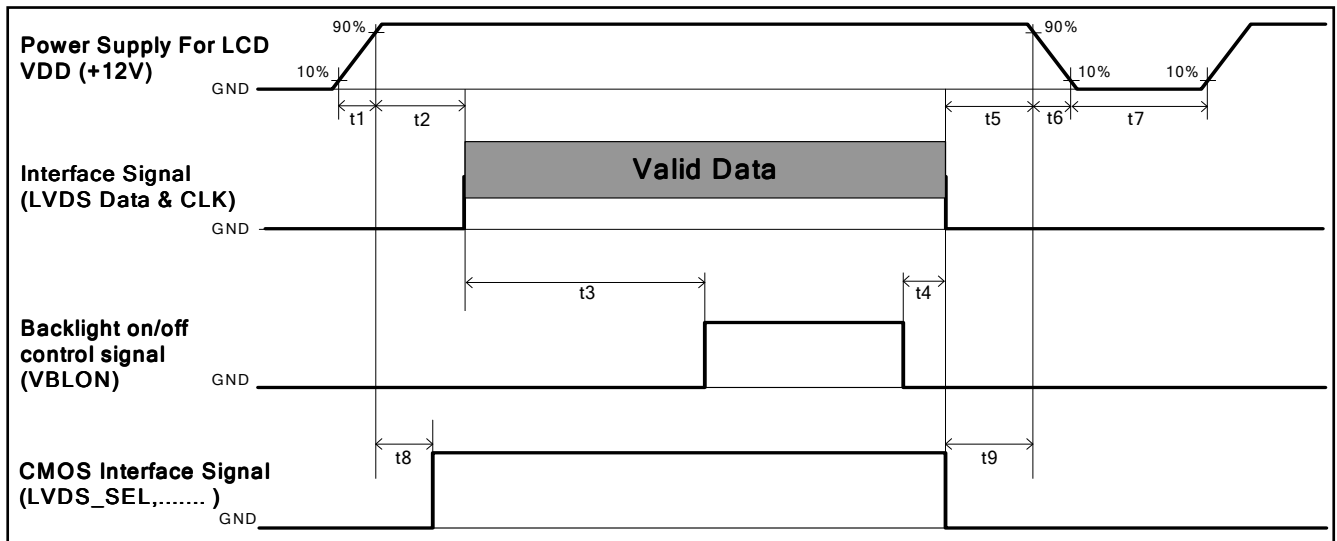 90%
90%
Power Supply For LCD
VDD (+12V)
10%
10%
10%
GND
t1
t2
t5
t6
t7
Valid Data
Interface Signal
(LVDS Data & CLK)
GND
t3
t4
Backlight on/off
control signal
(VBLON)
GND
t8
t9
CMOS Interface Signal
(LVDS_SEL,....... )
GND